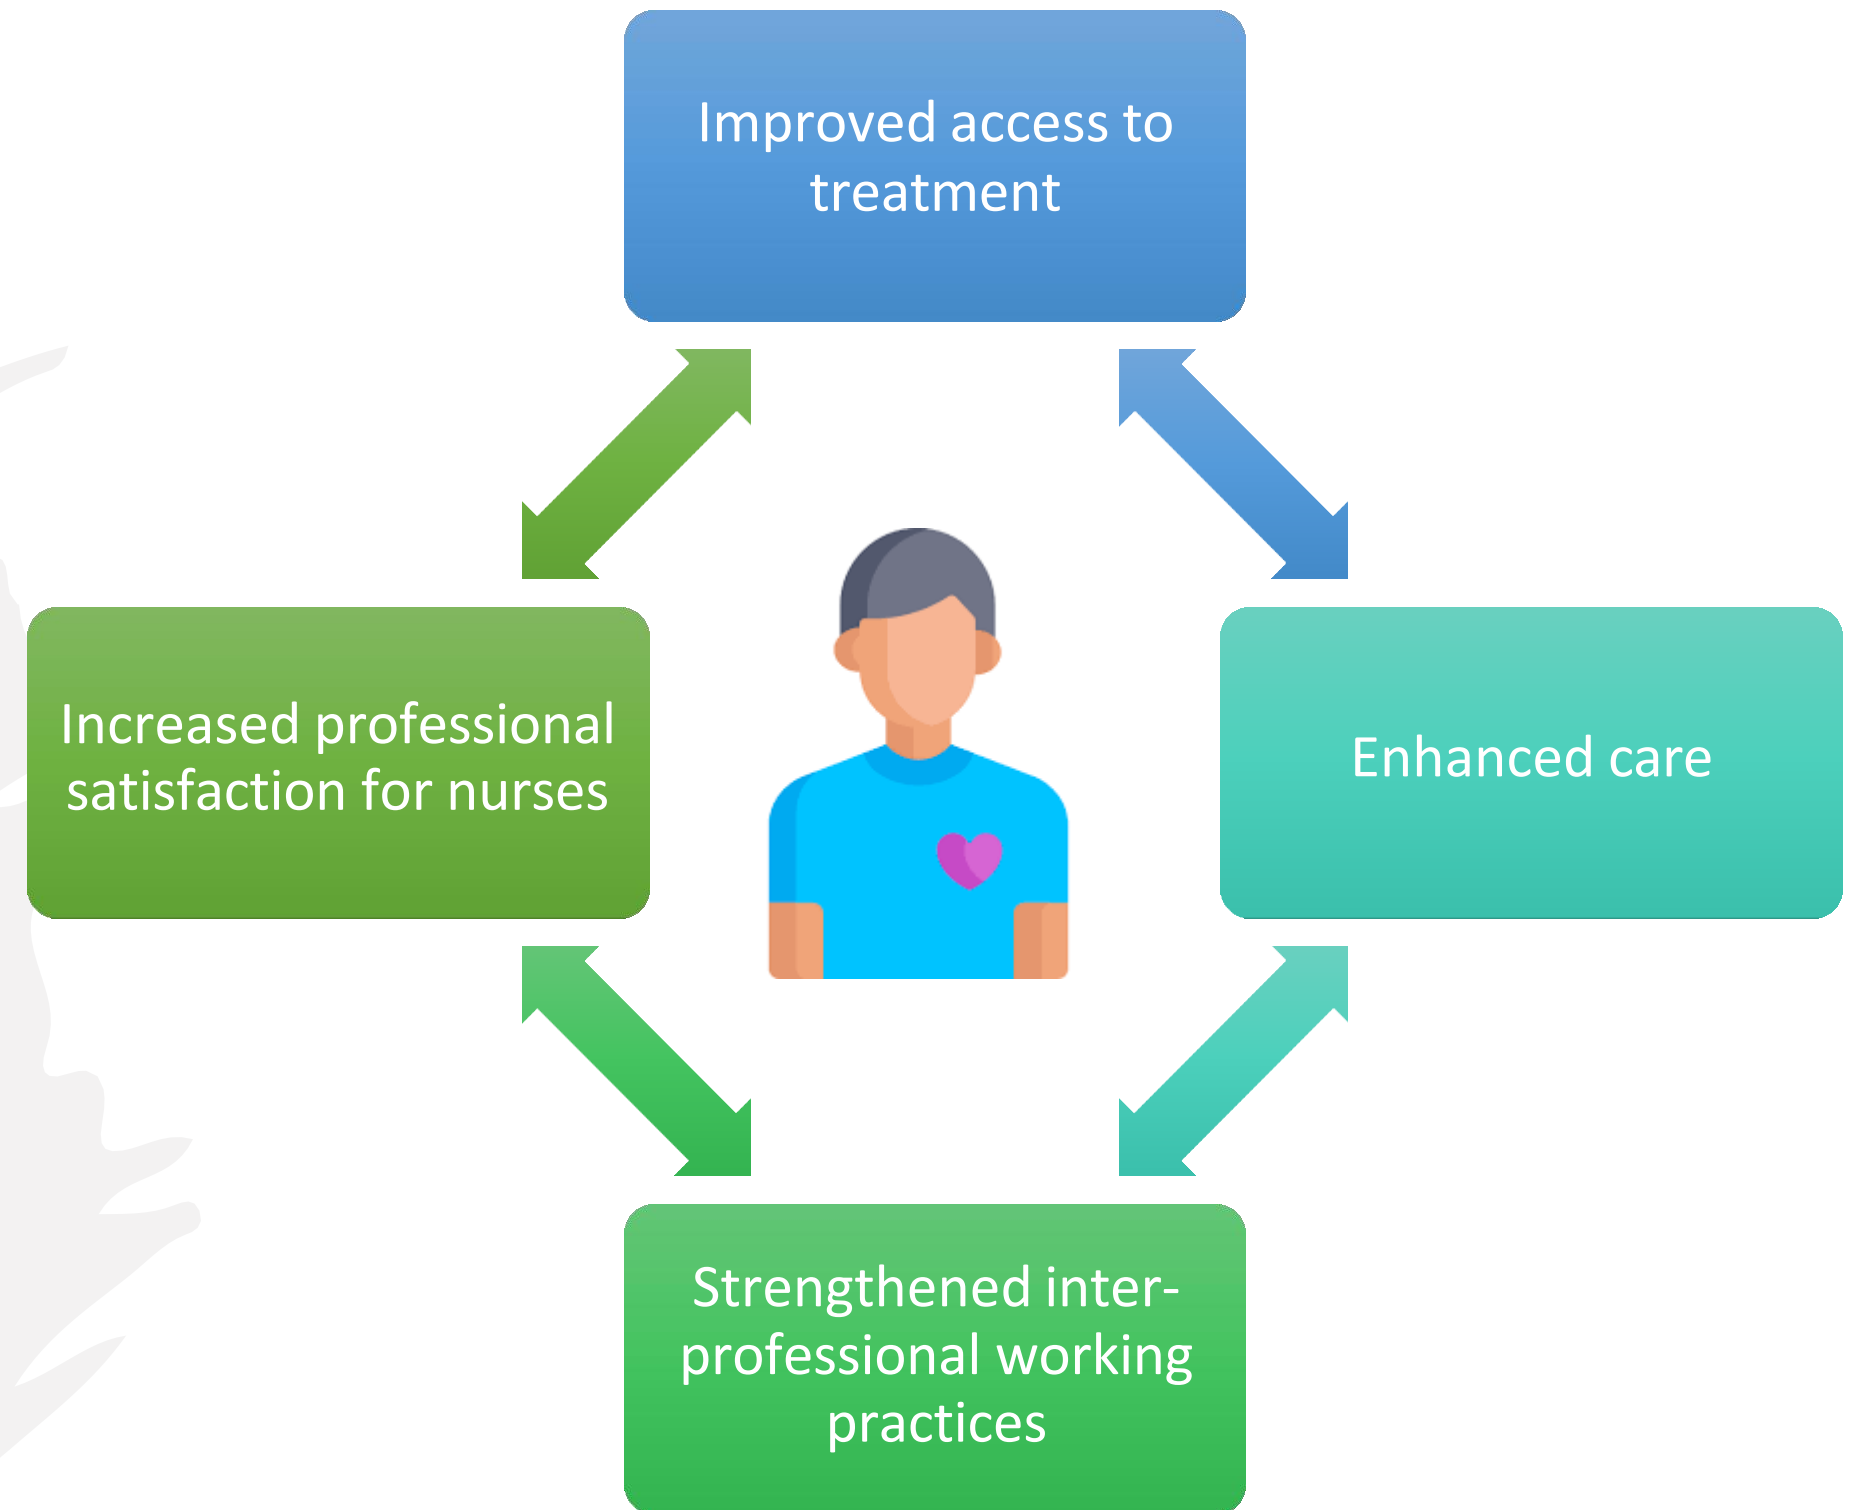 Improved access to
treatment
Increased professional
satisfaction for nurses
Enhanced care
Strengthened inter-
professional working
practices